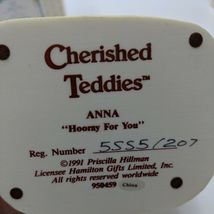 Cherished
Teddies™
ANNA
"Hooray For You"
Reg. Number 5SS5/207
©1991 Priscilla Hillman
Licensee Hamilton Gifts Limited, Inc.
All rights reserved worldwide
950459 China